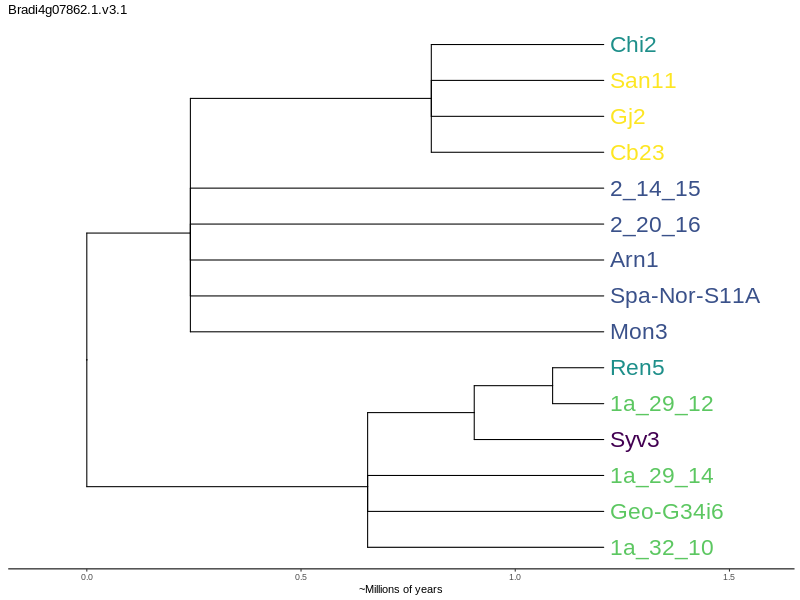 Bradi4g07862.1.v3.1
Chi2
San11
Gj2
Cb23
2_14_15
2_20_16
Arn1
Spa-Nor-S11A
Mon3
Ren5
1a_29_12
Syv3
1a_29_14
Geo-G34i6
1a_32_10
0.0 0.5 1.0 1.5
~Millions of years